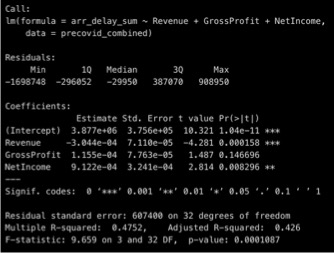 Call:
lm(formula = arr_delay_sum ~ Revenue + GrossProfit + NetIncome,
data = precovid_combined)
Residuals:
Min 1Q Median 3Q Max
-1698748 -296052 -29950 387070 908950
Coefficients:
Estimate Std. Error t value Pr(>|t|)
(Intercept) 3.877e+06 3.756e+05 10.321 1.04e-11 ***
Revenue -3.044e-04 7.110e-05 -4.281 0.000158 ***
GrossProfit 1.155e-04 7.763e-05 1.487 0.146696
NetIncome 9.122e-04 3.241e-04 2.814 0.008296 **
---
Signif. codes: 0 ‘***’ 0.001 ‘**’ 0.01 ‘*’ 0.05 ‘.’ 0.1 ‘ ’ 1
Residual standard error: 607400 on 32 degrees of freedom
Multiple R-squared: 0.4752, Adjusted R-squared: 0.426
F-statistic: 9.659 on 3 and 32 DF, p-value: 0.0001087